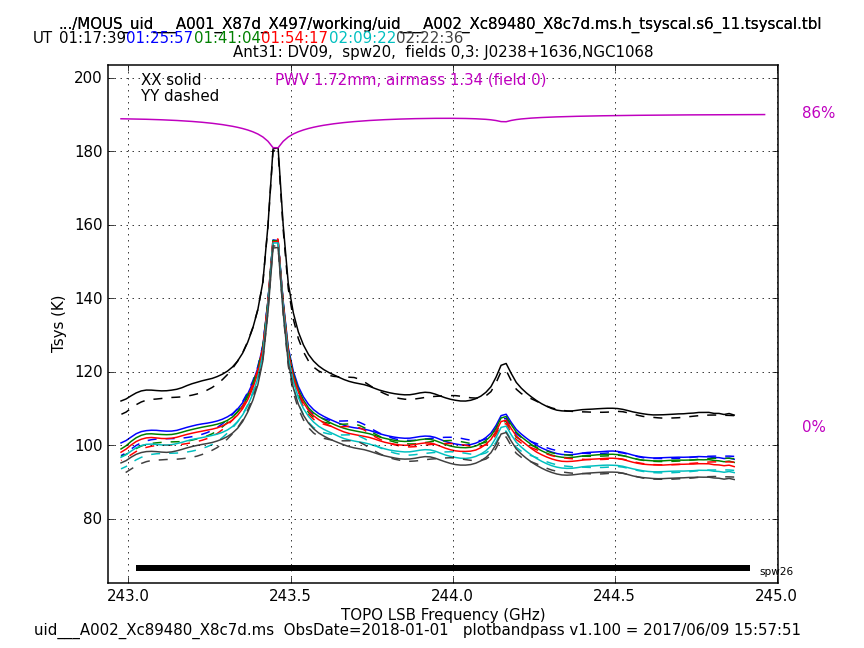 .../MOUS_uid___A001_X87d_X497/working/uid___A002_Xc89480_X8c7d.ms.h_tsyscal.s6_11.tsyscal.tbl
UT 01:17:39 01:25:57 01:41:04 01:54:17 02:09:22 02:22:36
Ant31: DV09, spw20, fields 0,3: J0238+1636,NGC1068
XX solid
YY dashed
PWV 1.72mm, airmass 1.34 (field 0)
86%
0%
200
180
160
140
120
100
80
Tsys (K)
spw26
243.0 243.5 244.0 244.5 245.0
TOPO LSB Frequency (GHz)
uid___A002_Xc89480_X8c7d.ms ObsDate=2018-01-01 plotbandpass v1.100 = 2017/06/09 15:57:51